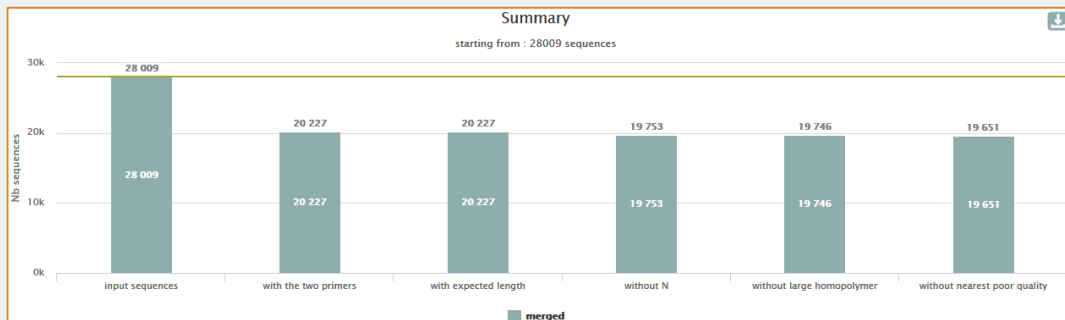 Summary
starting from : 28009 sequences
Nb sequences
30k
20k
10k
0k
28 009
20 227
20 227
19 753
19 746
19 651
28 009
20 227
20 227
19 753
19 746
19 651
input sequences
with the two primers
with expected length
without N
without large homopolymer
without nearest poor quality
merged